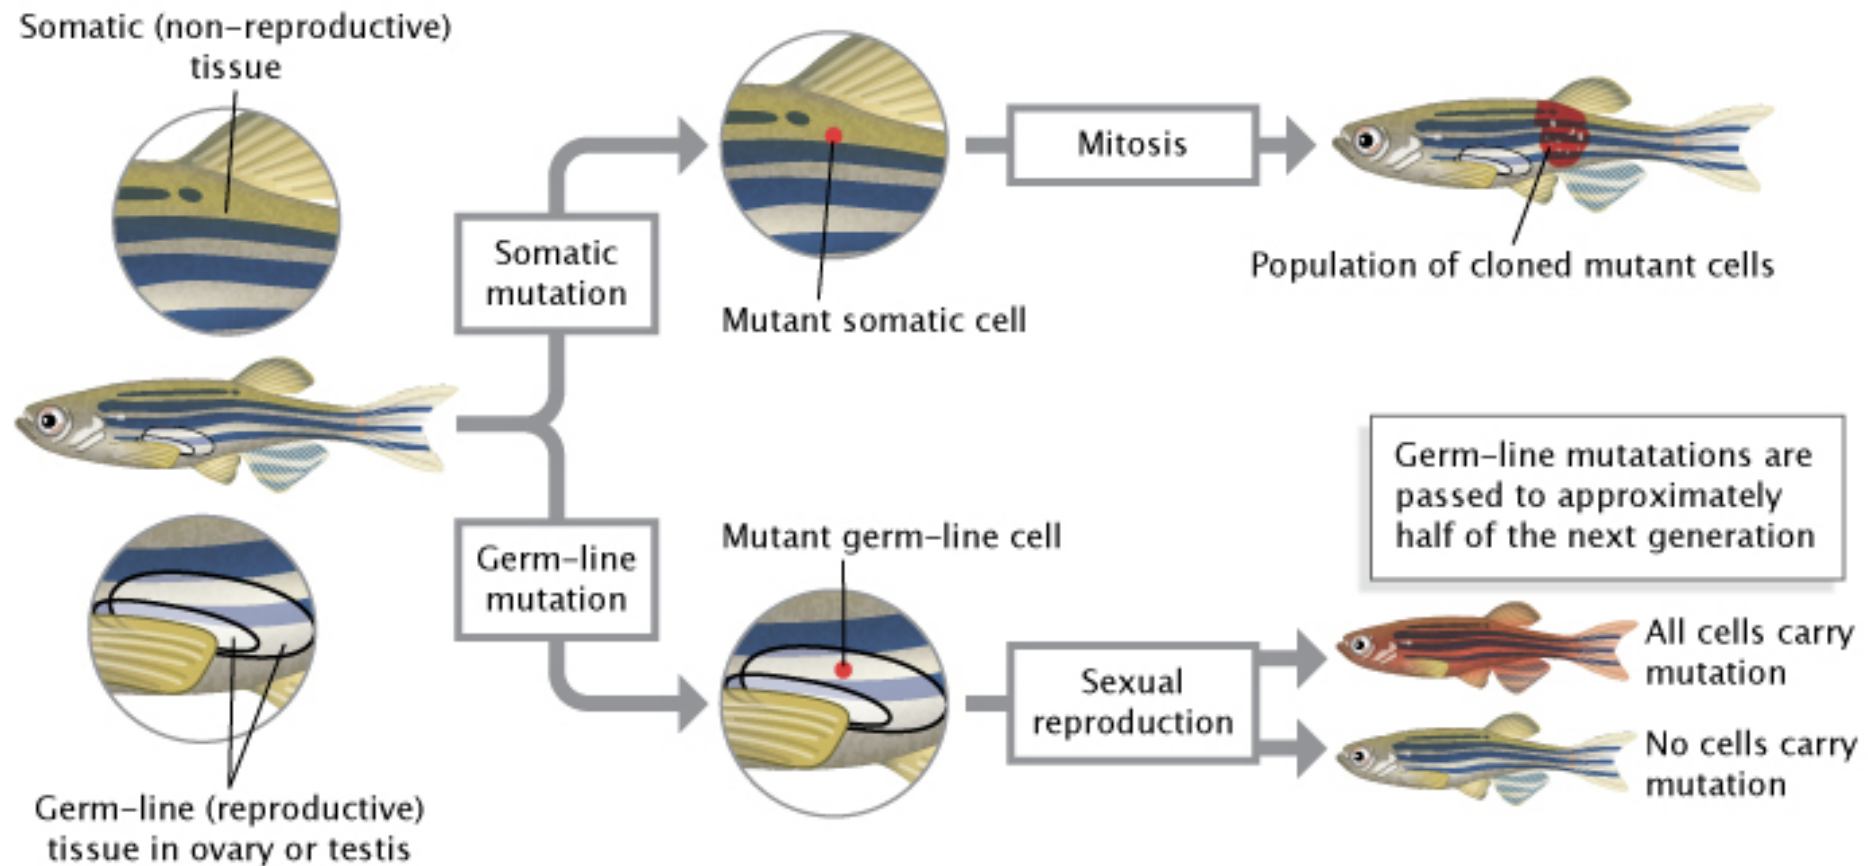 Somatic (non-reproductive)
tissue
Somatic
mutation
Mutant somatic cell
Mitosis
Population of cloned mutant cells
Germ-line (reproductive)
tissue in ovary or testis
Germ-line
mutation
Mutant germ-line cell
Sexual
reproduction
Germ-line mutatations are
passed to approximately
half of the next generation
All cells carry
mutation
No cells carry
mutation